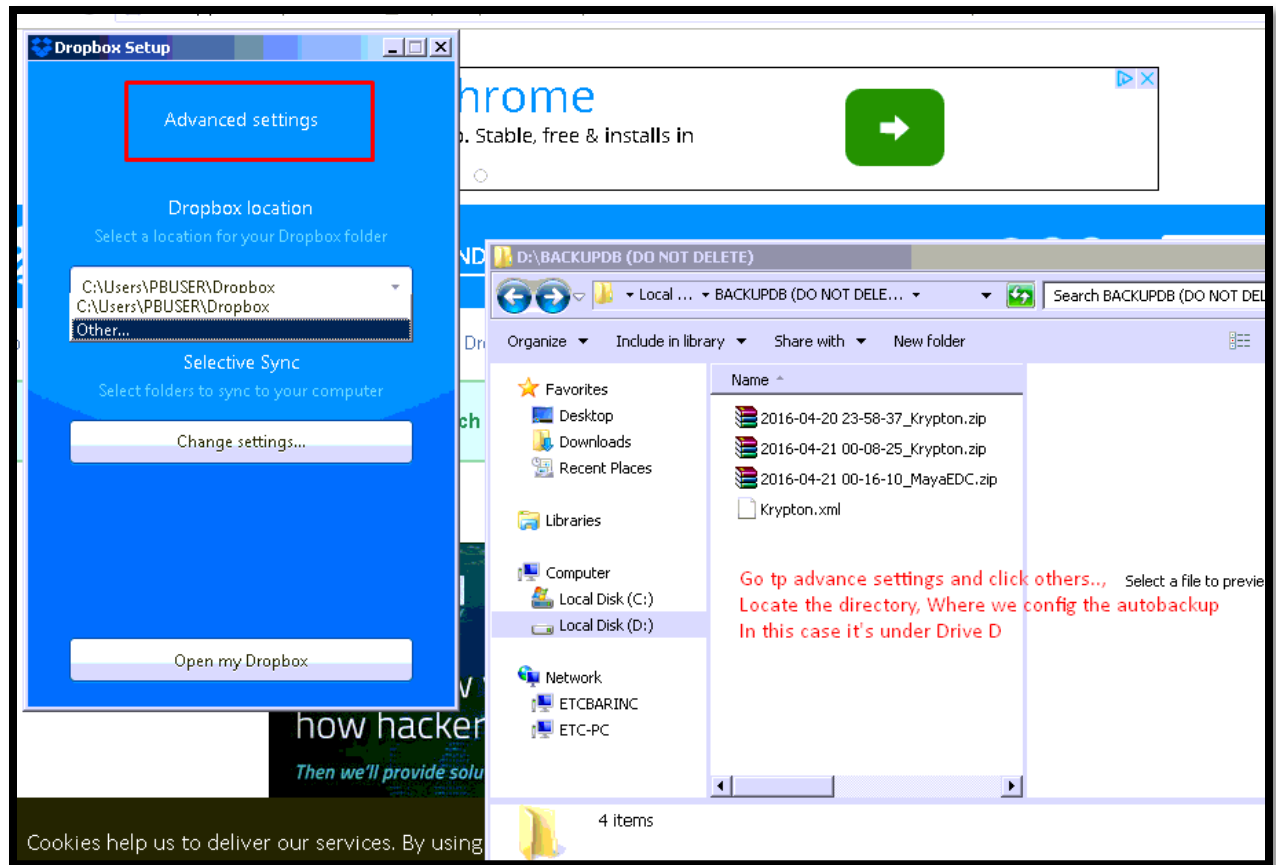 Dropbox Setup
Advanced settings
Dropbox location
Select a location for your Dropbox folder
C:\Users\PBUSER\Dropbox
C:\Users\PBUSER\Dropbox
Other...
Selective Sync
Select folders to sync to your computer
Change settings...
Open my Dropbox
hrome
Stable, free & installs in
D:\BACKUPDB (DO NOT DELETE)
Local ... BACKUPDB (DO NOT DELE...
Search BACKUPDB (DO NOT DEL
Organize Include in library Share with New folder
Favorites
Desktop
Downloads
Recent Places
Libraries
Computer
Local Disk (C:)
Local Disk (D:)
Network
ETCBARINC
ETC-PC
Name
2016-04-20 23-58-37_Krypton.zip
2016-04-21 00-08-25_Krypton.zip
2016-04-21 00-16-10_MayaEDC.zip
Krypton.xml
Go tp advance settings and click others..,
Locate the directory, Where we config the autobackup
In this case it's under Drive D
Select a file to previe
4 items
how hacker
Then we'll provide solu
Cookies help us to deliver our services. By using